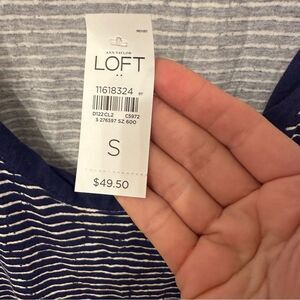 ANN TAYLOR
LOFT
11618324
D122CL2 C5972
S 276597 SZ: 600
S
$49.50